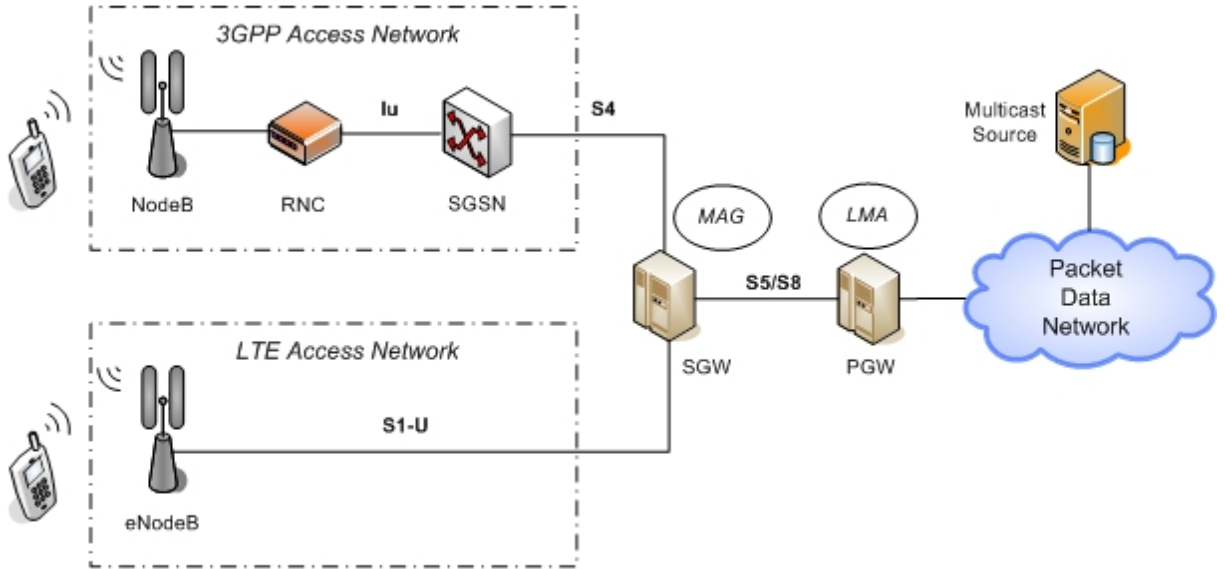 3GPP Access Network
Iu
S4
NodeB
RNC
SGSN
Multicast
Source
MAG
LMA
S5/S8
SGW
PGW
Packet
Data
Network
LTE Access Network
S1-U
eNodeB